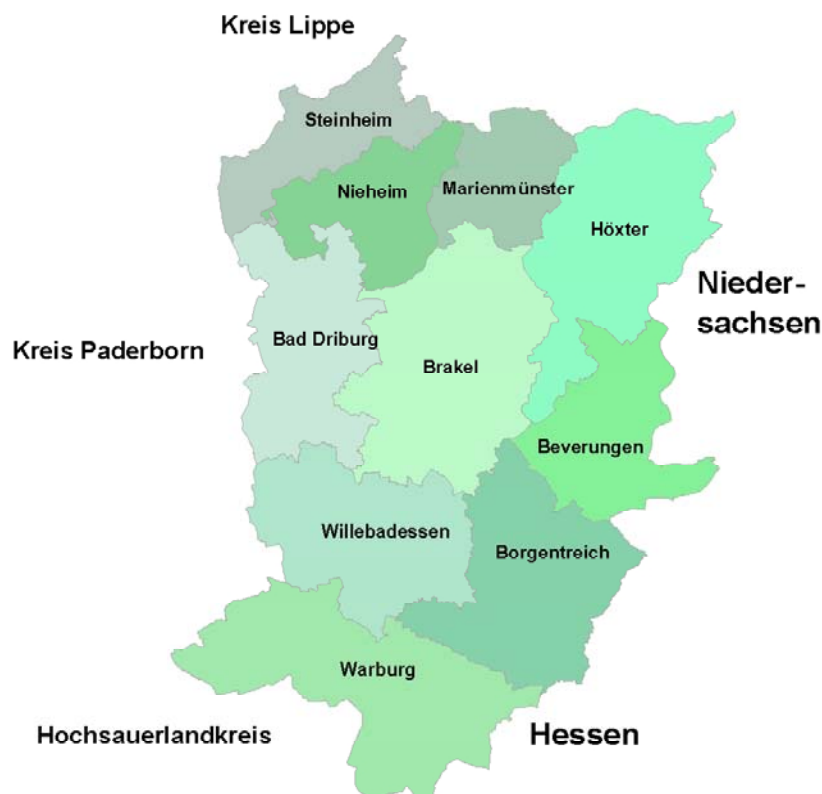 Kreis Lippe
Steinheim
Nieheim
Marienmünster
Höxter
Nieder-
sachsen
Kreis Paderborn
Bad Driburg
Brakel
Beverungen
Willebadessen
Borgentreich
Warburg
Hochsauerlandkreis
Hessen